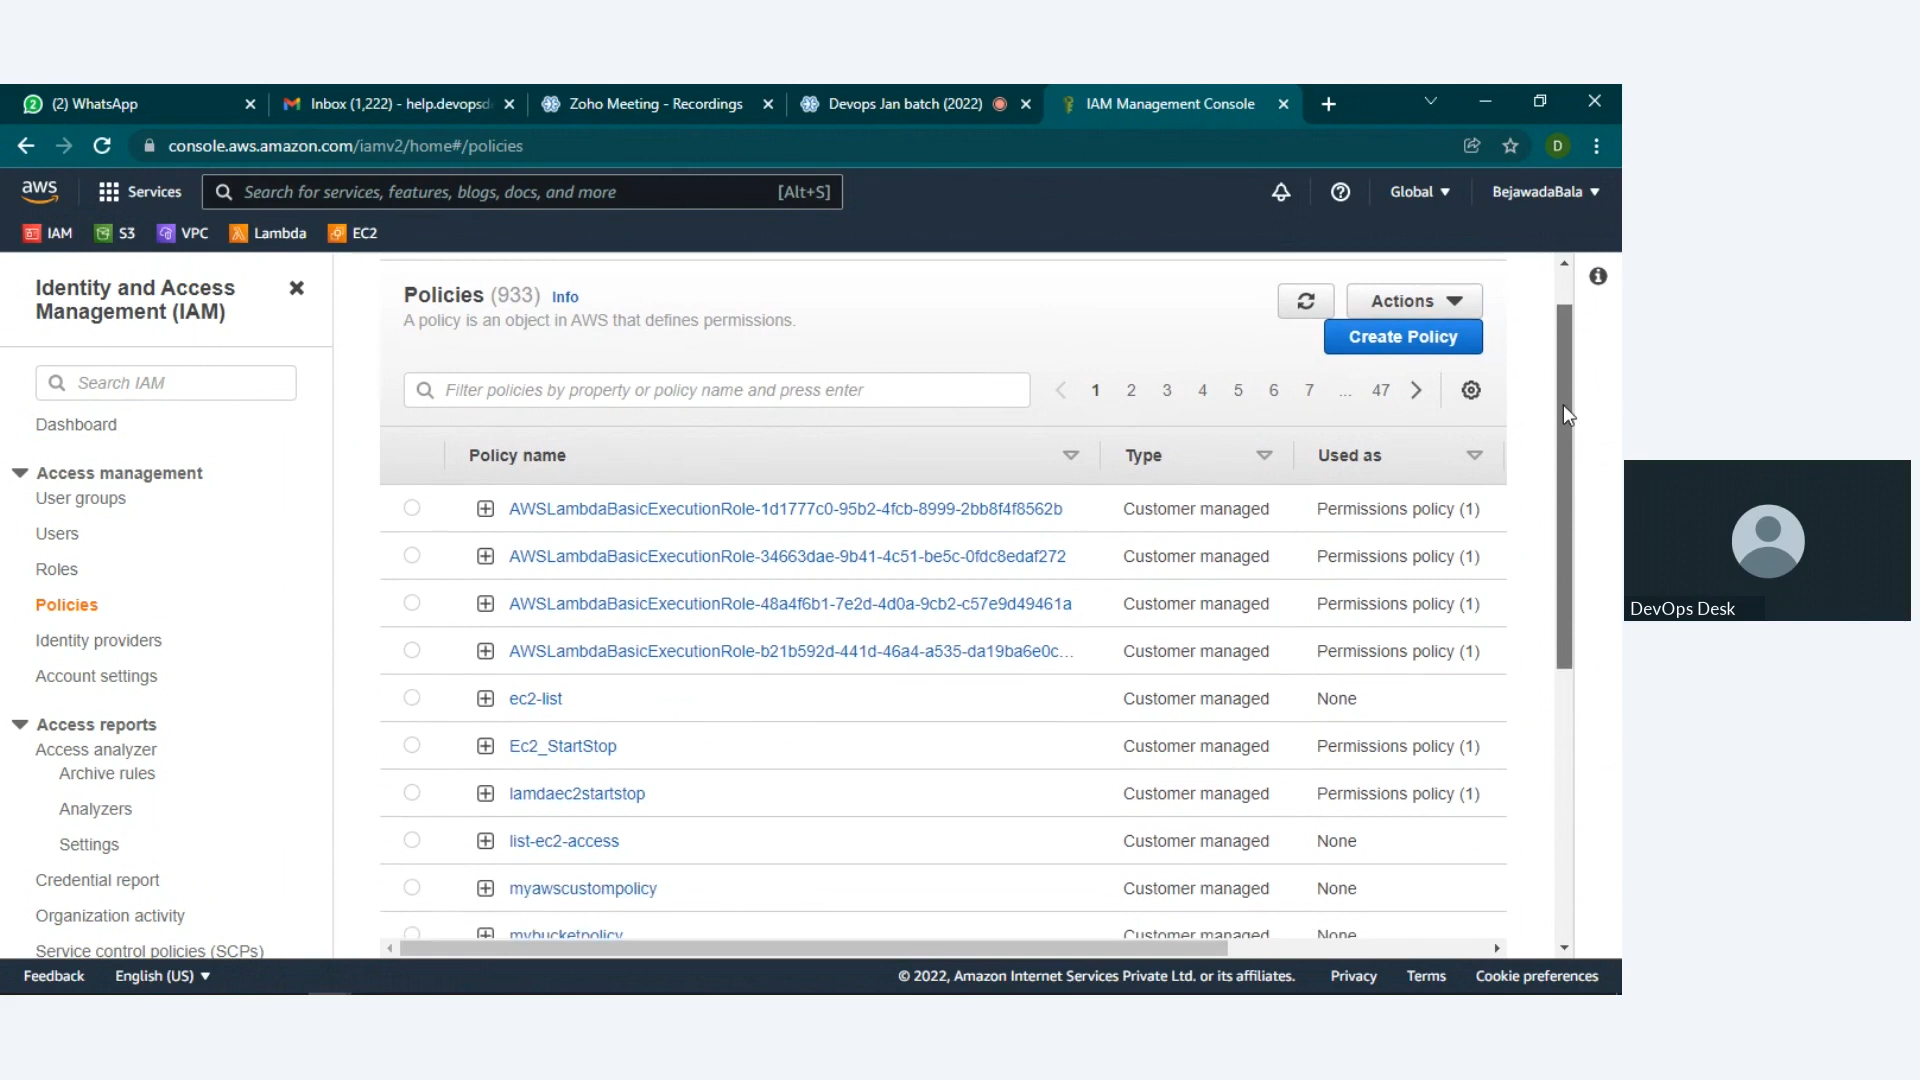 (2) WhatsApp
Inbox (1,222) - help.devopsd
Zoho Meeting - Recordings
Devops Jan batch (2022)
IAM Management Console
console.aws.amazon.com/iamv2/home#/policies
D
aws
Services
Search for services, features, blogs, docs, and more
[Alt+S]
Global
BejawadaBala
IAM
S3
VPC
Lambda
EC2
Identity and Access
Management (IAM)
Search IAM
Dashboard
Access management
User groups
Users
Roles
Policies
Identity providers
Account settings
Access reports
Access analyzer
Archive rules
Analyzers
Settings
Credential report
Organization activity
Service control policies (SCPs)
Policies (933) Info
A policy is an object in AWS that defines permissions.
Actions
Create Policy
Filter policies by property or policy name and press enter
1 2 3 4 5 6 7 ... 47
Policy name Type Used as
AWSLambdaBasicExecutionRole-1d1777c0-95b2-4fcb-8999-2bb8f4f8562b Customer managed Permissions policy (1)
AWSLambdaBasicExecutionRole-34663dae-9b41-4c51-be5c-0fdc8edaf272 Customer managed Permissions policy (1)
AWSLambdaBasicExecutionRole-48a4f6b1-7e2d-4d0a-9cb2-c57e9d49461a Customer managed Permissions policy (1)
AWSLambdaBasicExecutionRole-b21b592d-441d-46a4-a535-da19ba6e0c... Customer managed Permissions policy (1)
ec2-list Customer managed None
Ec2_StartStop Customer managed Permissions policy (1)
lamdaec2startstop Customer managed Permissions policy (1)
list-ec2-access Customer managed None
myawscustompolicy Customer managed None
mybucketpolicy Customer managed None
Feedback
English (US)
© 2022, Amazon Internet Services Private Ltd. or its affiliates.
Privacy
Terms
Cookie preferences
DevOps Desk